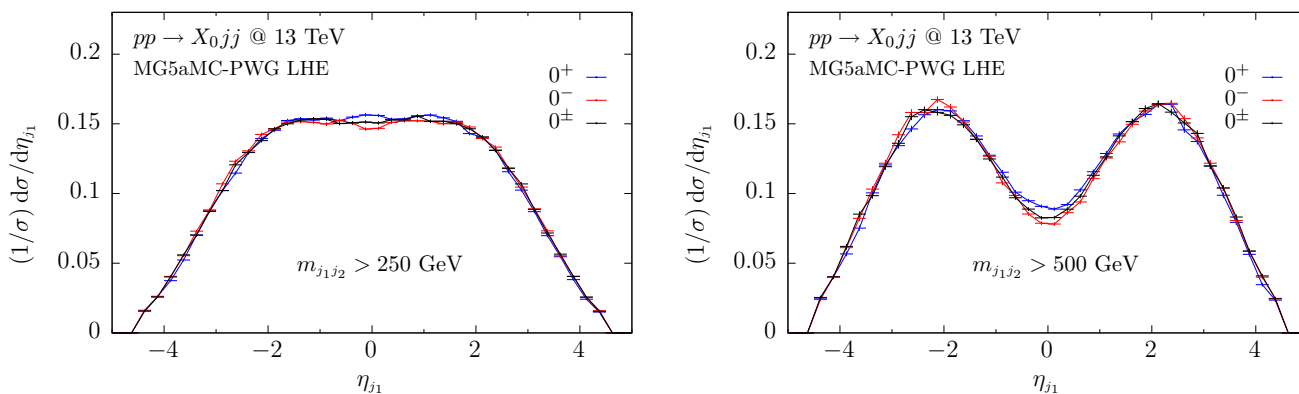 pp → X₀jj @ 13 TeV
MG5aMC-PWG LHE
0⁺
0⁻
0^±
m_{j₁j₂} > 250 GeV
(1/σ) dσ/dη_{j₁}
0.2
0.15
0.1
0.05
0
−4 −2 0 2 4
η_{j₁}
pp → X₀jj @ 13 TeV
MG5aMC-PWG LHE
0⁺
0⁻
0^±
m_{j₁j₂} > 500 GeV
(1/σ) dσ/dη_{j₁}
0.2
0.15
0.1
0.05
0
−4 −2 0 2 4
η_{j₁}